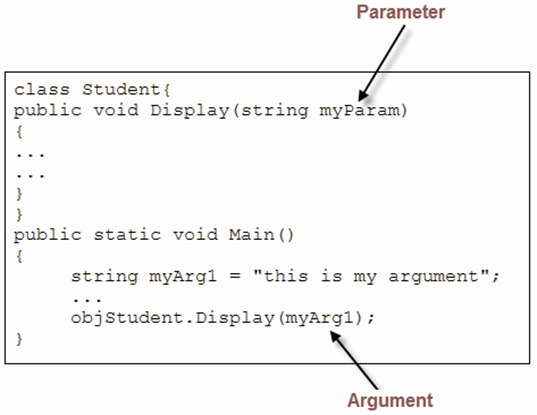 Parameter
class Student{
public void Display(string myParam)
{
...
...
}
}
public static void Main()
{
string myArg1 = "this is my argument";
...
objStudent.Display(myArg1);
}
Argument